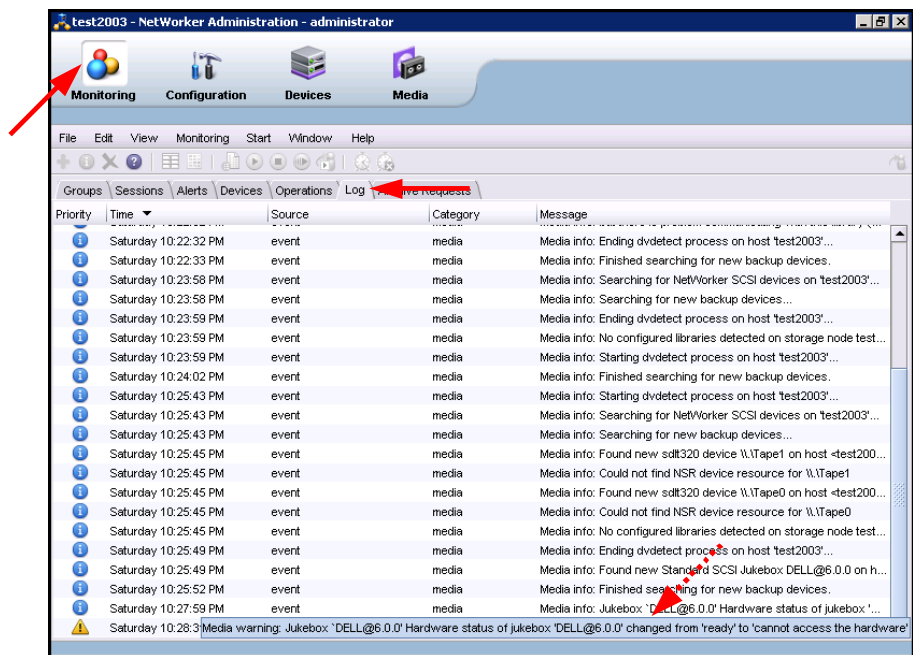 test2003 - NetWorker Administration - administrator
Monitoring Configuration Devices Media
File Edit View Monitoring Start Window Help
Groups Sessions Alerts Devices Operations Log Requests
Priority Time Source Category Message
Saturday 10:22:32 PM event media Media info: Ending dvdetect process on host 'test2003'...
Saturday 10:22:33 PM event media Media info: Finished searching for new backup devices.
Saturday 10:23:58 PM event media Media info: Searching for NetWorker SCSI devices on 'test2003'...
Saturday 10:23:58 PM event media Media info: Searching for new backup devices...
Saturday 10:23:59 PM event media Media info: Ending dvdetect process on host 'test2003'...
Saturday 10:23:59 PM event media Media info: No configured libraries detected on storage node test...
Saturday 10:23:59 PM event media Media info: Starting dvdetect process on host 'test2003'...
Saturday 10:24:02 PM event media Media info: Finished searching for new backup devices.
Saturday 10:25:43 PM event media Media info: Starting dvdetect process on host 'test2003'...
Saturday 10:25:43 PM event media Media info: Searching for NetWorker SCSI devices on 'test2003'...
Saturday 10:25:43 PM event media Media info: Searching for new backup devices...
Saturday 10:25:45 PM event media Media info: Found new sdlt320 device \\.\Tape1 on host <test200...
Saturday 10:25:45 PM event media Media info: Could not find NSR device resource for \\.\Tape1
Saturday 10:25:45 PM event media Media info: Found new sdlt320 device \\.\Tape0 on host <test200...
Saturday 10:25:45 PM event media Media info: Could not find NSR device resource for \\.\Tape0
Saturday 10:25:45 PM event media Media info: No configured libraries detected on storage node test...
Saturday 10:25:49 PM event media Media info: Ending dvdetect process on host 'test2003'...
Saturday 10:25:49 PM event media Media info: Found new Standard SCSI Jukebox DELL@6.0.0 on h...
Saturday 10:25:52 PM event media Media info: Finished searching for new backup devices.
Saturday 10:27:59 PM event media Media info: Jukebox `DELL@6.0.0' Hardware status of jukebox '...
Saturday 10:28:3 Media warning: Jukebox `DELL@6.0.0' Hardware status of jukebox 'DELL@6.0.0' changed from 'ready' to 'cannot access the hardware'